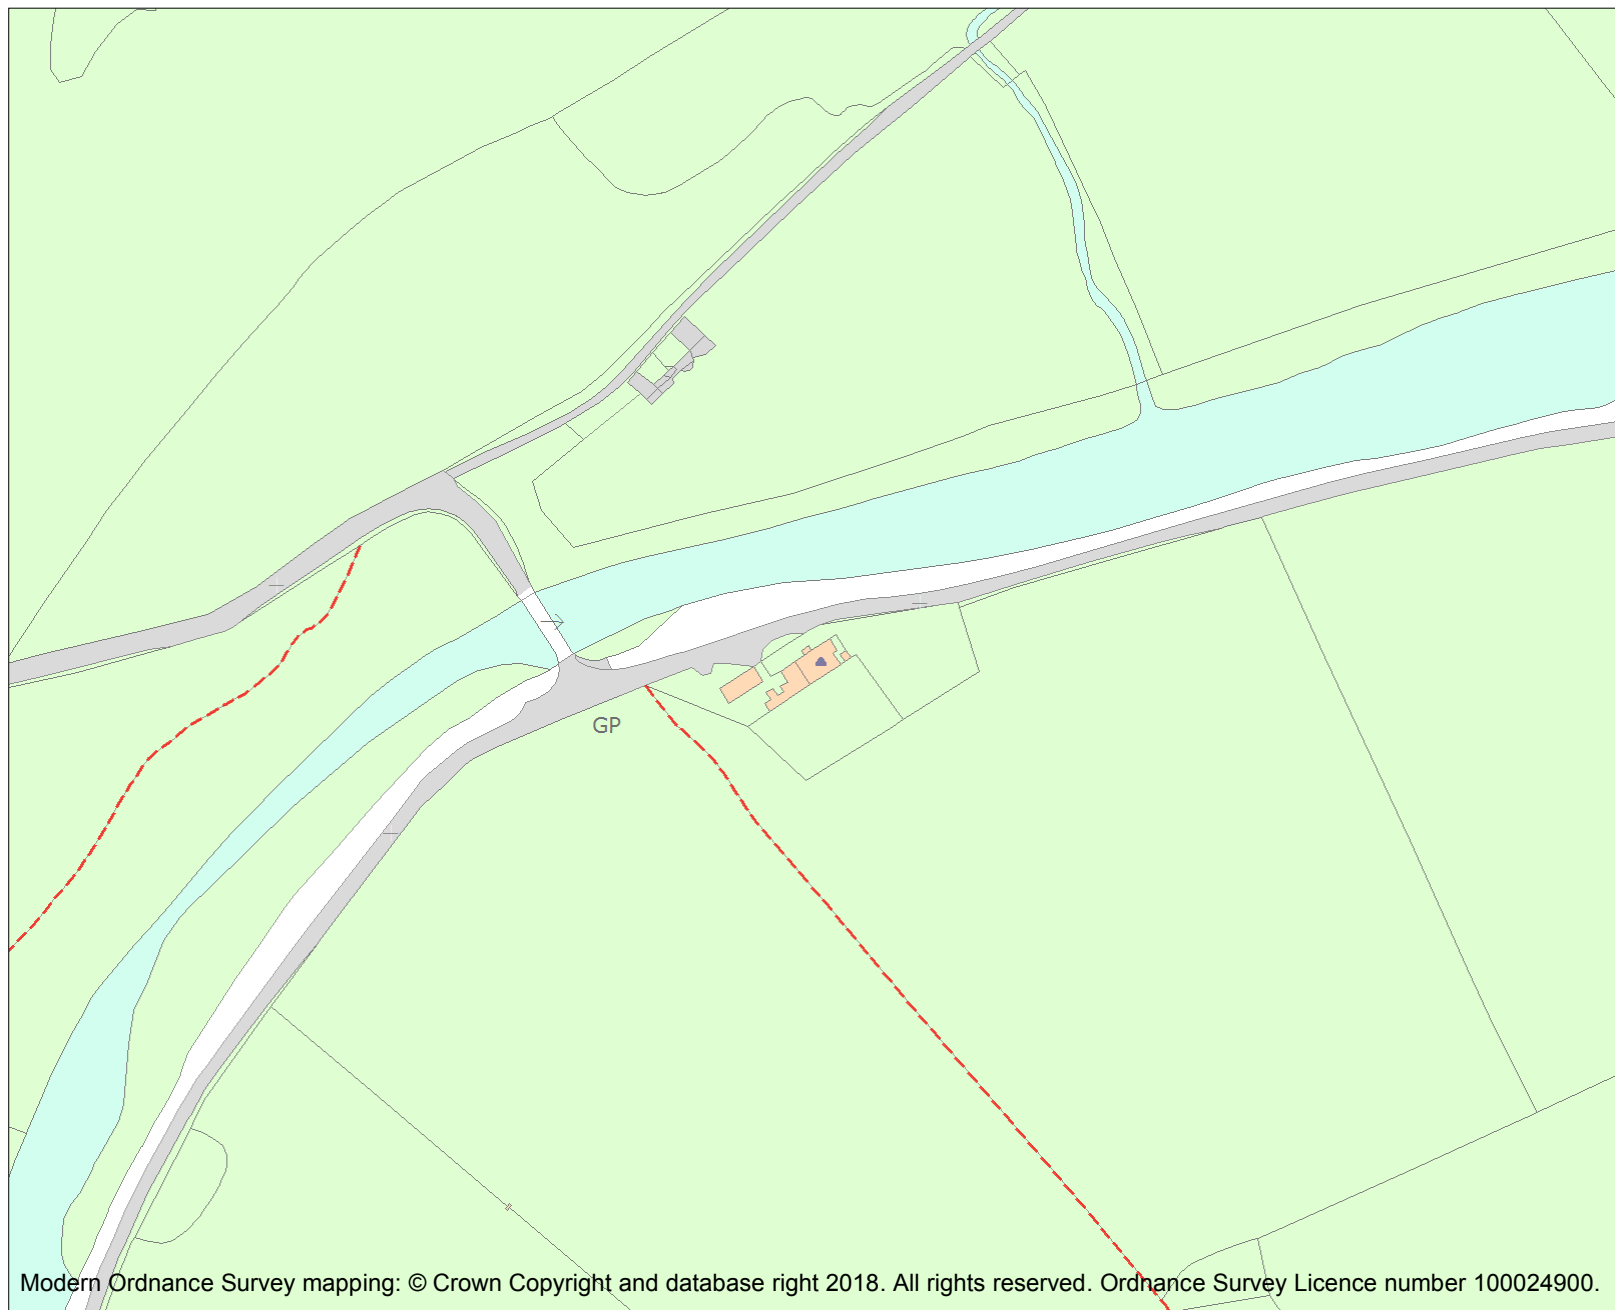 GP
Modern Ordnance Survey mapping: © Crown Copyright and database right 2018. All rights reserved. Ordnance Survey Licence number 100024900.